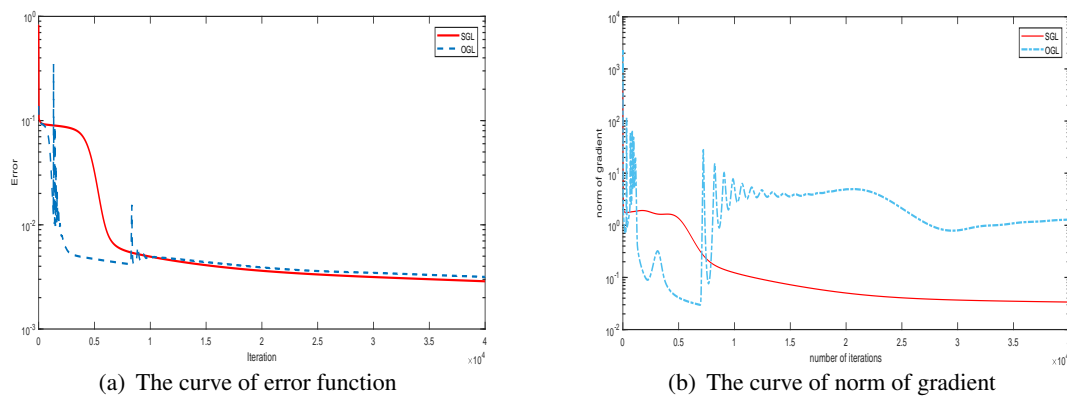 10^0
10^-1
10^-2
10^-3
Error
SGL
OGL
0 0.5 1 1.5 2 2.5 3 3.5 4
Iteration
×10^4
(a) The curve of error function
10^4
10^3
10^2
10^1
10^0
10^-1
10^-2
norm of gradient
SGL
OGL
0 0.5 1 1.5 2 2.5 3 3.5
number of iterations
(b) The curve of norm of gradient